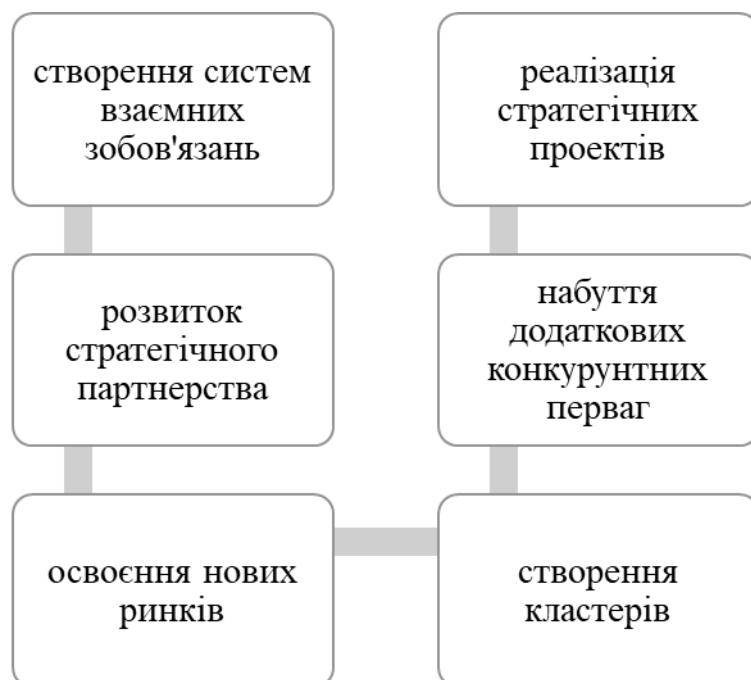 створення систем
взаємних
зобов'язань
розвиток
стратегічного
партнерства
освоєння нових
ринків
створення
кластерів
набуття
додаткових
конкурунтних
перваг
реалізація
стратегічних
проектів